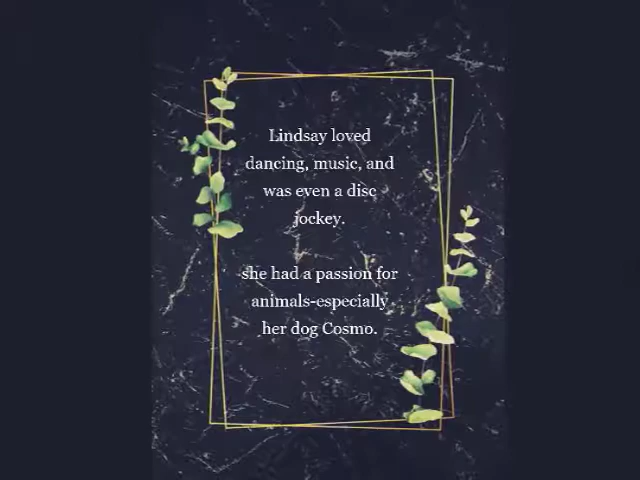 Lindsay loved
dancing, music, and
was even a disc
jockey.
she had a passion for
animals-especially
her dog Cosmo.